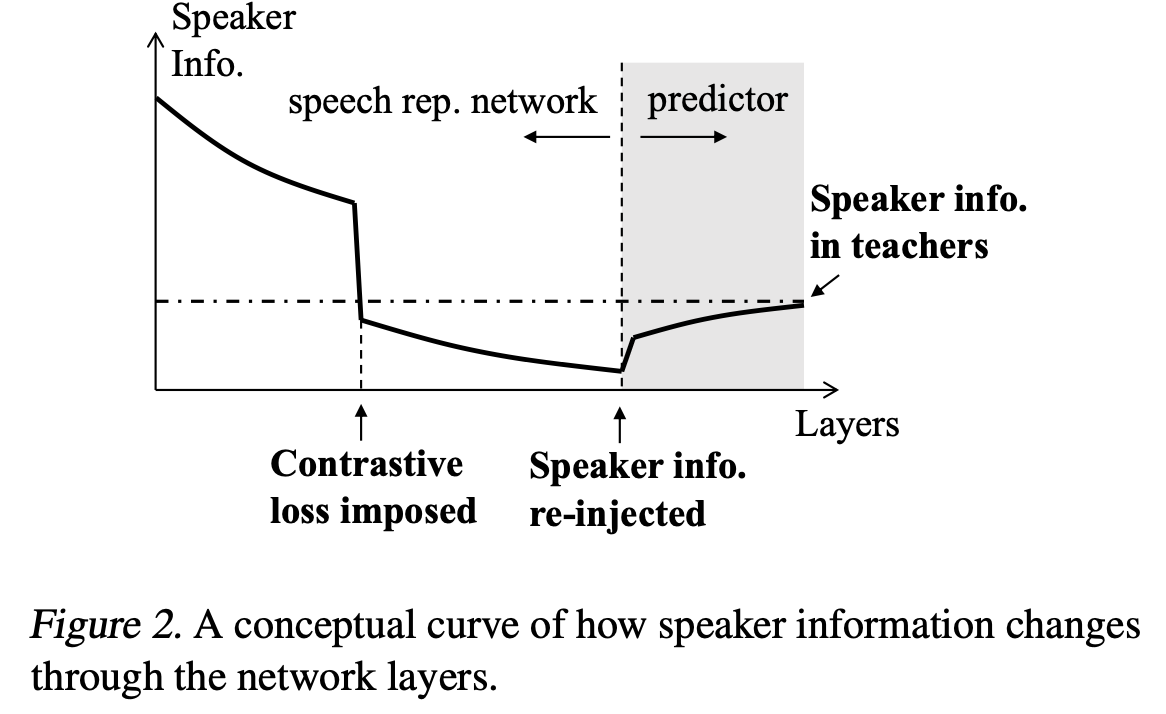 Speaker
Info.
speech rep. network
predictor
Speaker info.
in teachers
Layers
Contrastive
loss imposed
Speaker info.
re-injected
Figure 2. A conceptual curve of how speaker information changes
through the network layers.